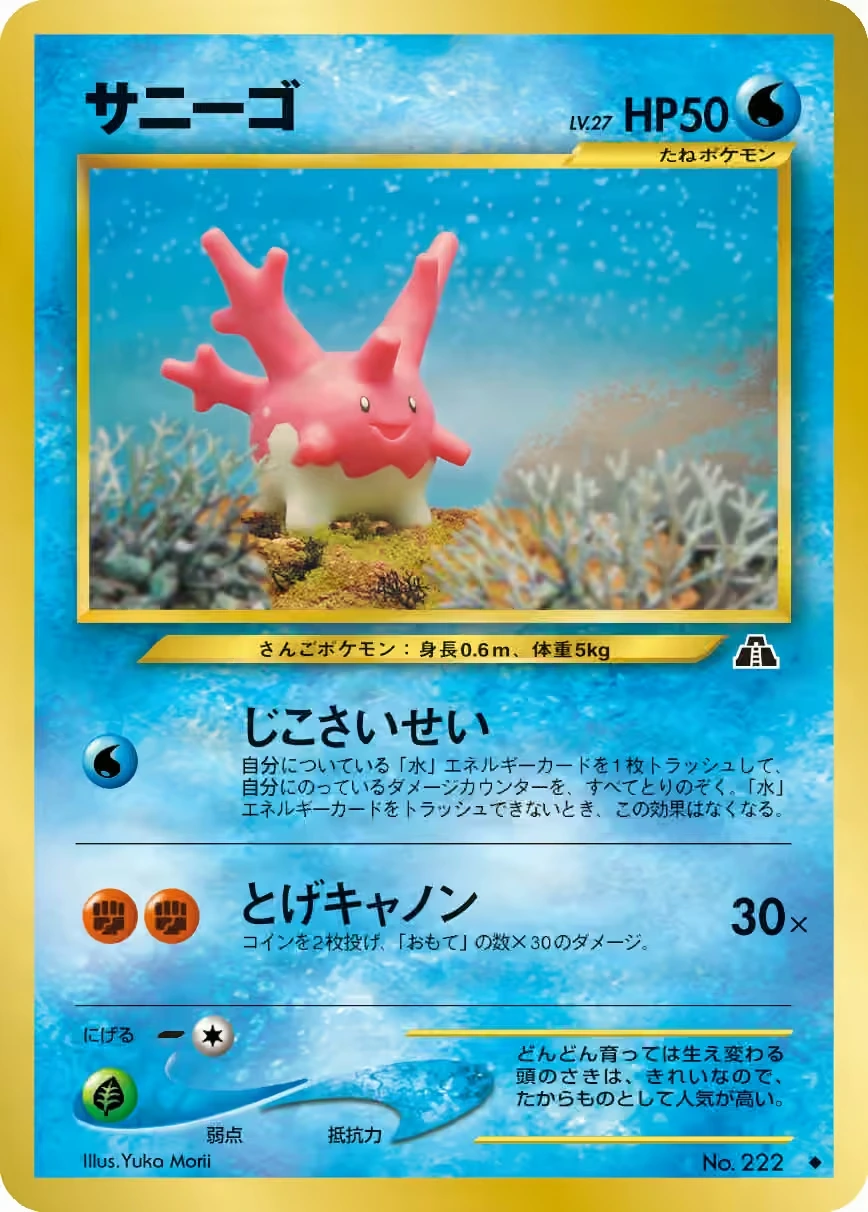 サニーゴ
LV.27 HP50
たねポケモン
さんごポケモン：身長0.6m、体重5kg
じこさいせい
自分についている「水」エネルギーカードを1枚トラッシュして、
自分にのっているダメージカウンターを、すべてとりのぞく。「水」
エネルギーカードをトラッシュできないとき、この効果はなくなる。
とげキャノン
30×
コインを2枚投げ、「おもて」の数×30のダメージ。
にげる
どんどん育っては生え変わる
頭のさきは、きれいなので、
たからものとして人気が高い。
弱点
抵抗力
Illus.Yuka Morii
No. 222